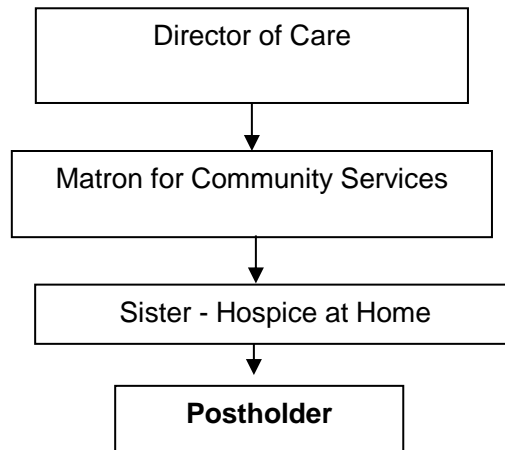 Director of Care
Matron for Community Services
Sister - Hospice at Home
Postholder